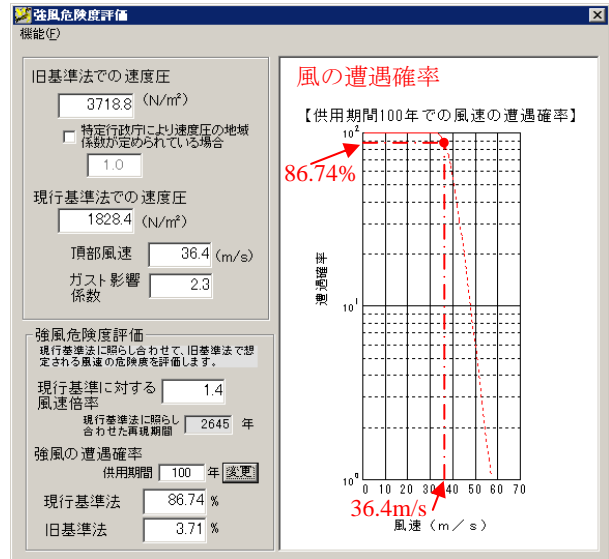 強風危険度評価
機能(F)
旧基準法での速度圧
3718.8 (N/m²)
特定行政庁により速度圧の地域
係数が定められている場合
1.0
現行基準法での速度圧
1828.4 (N/m²)
頂部風速 36.4 (m/s)
ガスト影響
係数 2.3
強風危険度評価
現行基準法に照らし合わせて、旧基準法で想
定される風速の危険度を評価します。
現行基準に対する
風速倍率 1.4
現行基準法に照らし
合わせた再現期間 2645 年
強風の遭遇確率
供用期間 100 年 変更
現行基準法 86.74 %
旧基準法 3.71 %
風の遭遇確率
【供用期間100年での風速の遭遇確率】
10²
86.74%
遭遇確率
10¹
10⁰
0 10 20 30 40 50 60 70
36.4m/s
風速（m／s）